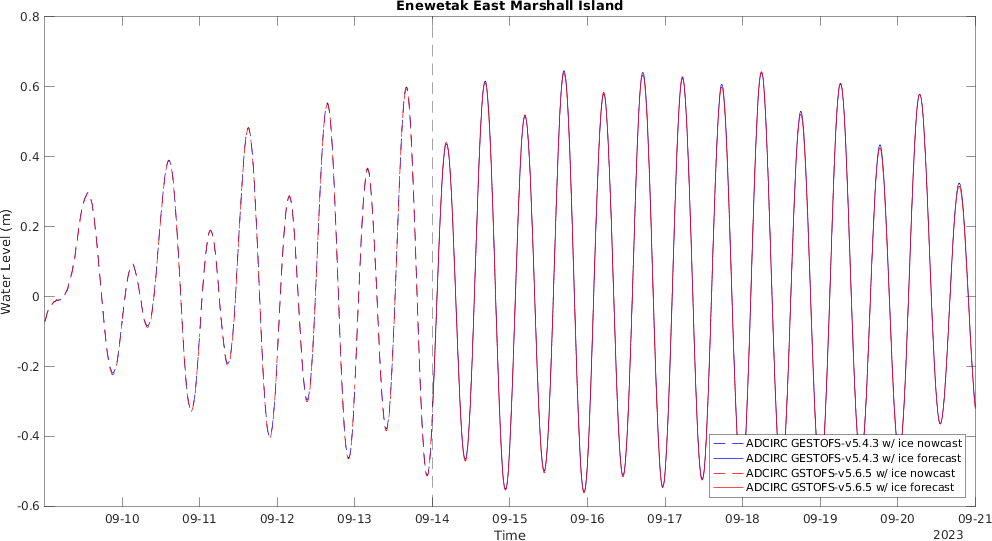 Enewetak East Marshall Island
0.8
0.6
0.4
0.2
0
-0.2
-0.4
-0.6
Water Level (m)
ADCIRC GESTOFS-v5.4.3 w/ ice nowcast
ADCIRC GESTOFS-v5.4.3 w/ ice forecast
ADCIRC GSTOFS-v5.6.5 w/ ice nowcast
ADCIRC GSTOFS-v5.6.5 w/ ice forecast
09-10 09-11 09-12 09-13 09-14 09-15 09-16 09-17 09-18 09-19 09-20 09-21
Time
2023